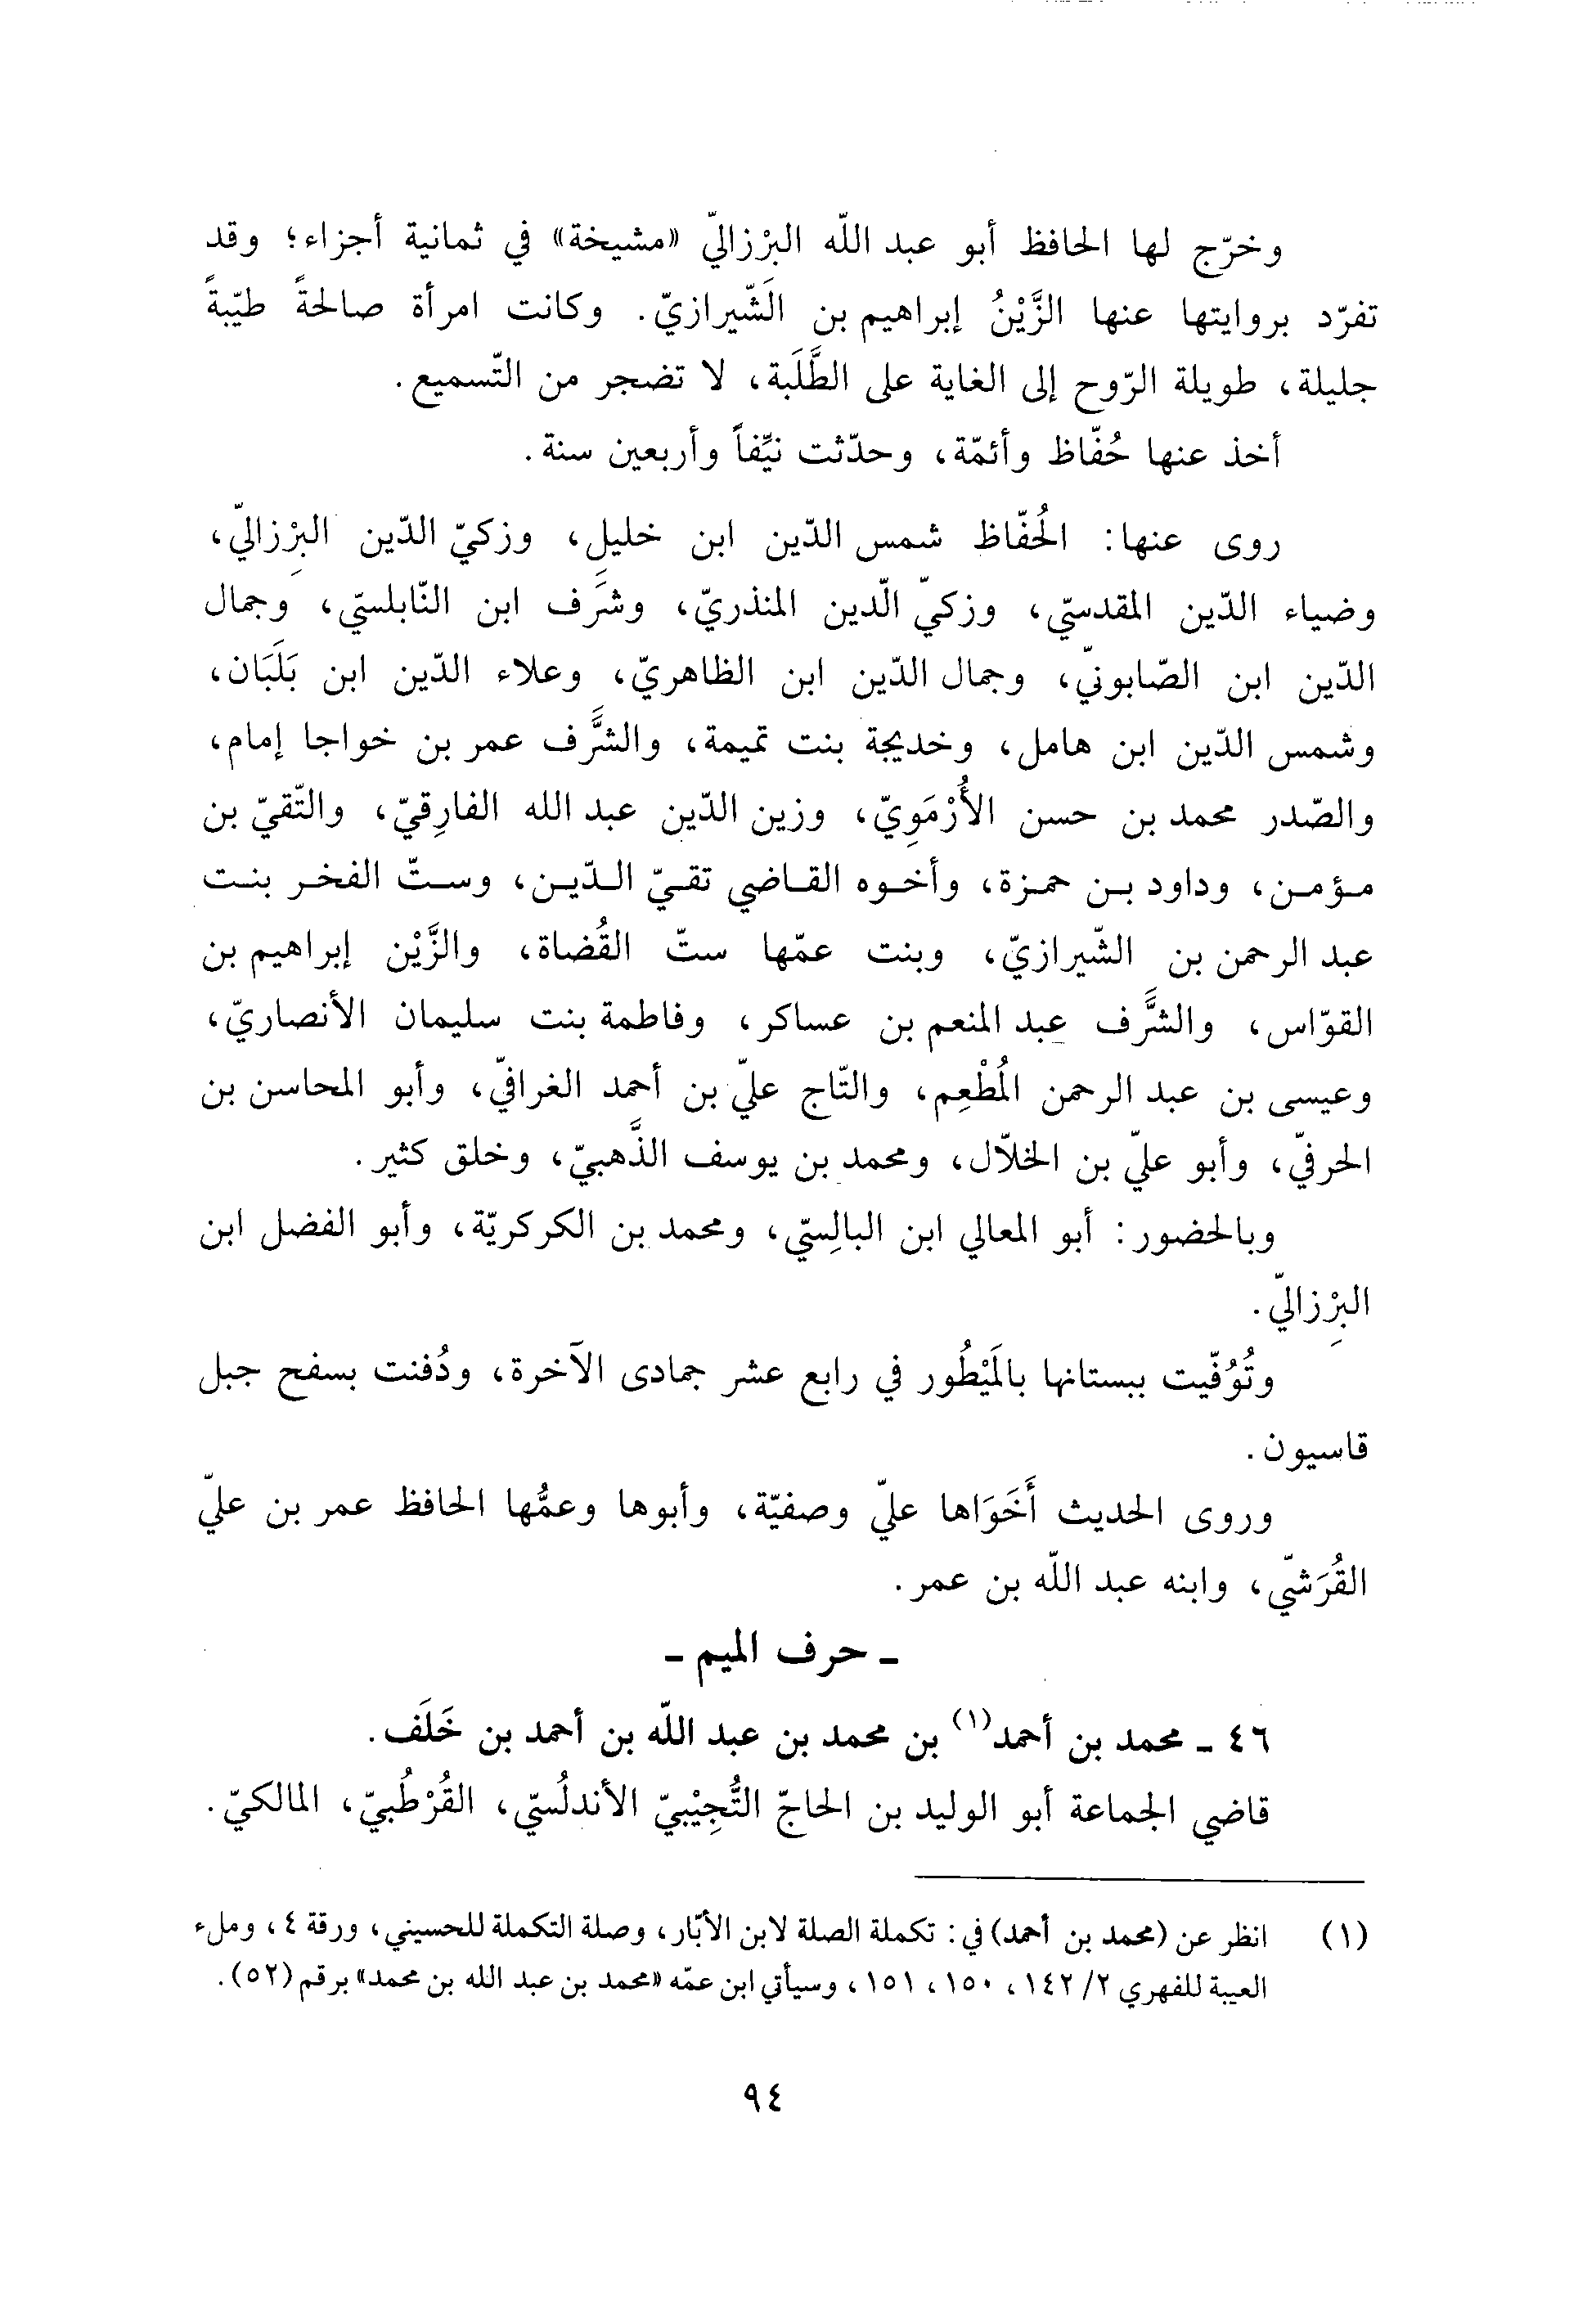 وخرّج لها الحافظ أبو عبد اللّه البرْزاليّ «مشيخة» في ثمانية أجزاء؛ وقد
تفرّد بروايتها عنها الزَّيْنُ إبراهيم بن الشّيرازيّ. وكانت امرأة صالحةً طيّبةً
جليلة، طويلة الرّوح إلى الغاية على الطَّلَبة، لا تضجر من التّسميع.
أخذ عنها حُفّاظ وأئمّة، وحدّثت نيِّفاً وأربعين سنة.
روى عنها: الحُفّاظ شمس الدّين ابن خليل، وزكيّ الدّين البِرْزاليّ،
وضياء الدّين المقدسيّ، وزكيّ الدّين المنذريّ، وشَرَف ابن النّابلسيّ، وجمال
الدّين ابن الصّابونيّ، وجمال الدّين ابن الظاهريّ، وعلاء الدّين ابن بَلَبَان،
وشمس الدّين ابن هامل، وخديجة بنت تميمة، والشَّرَف عمر بن خواجا إمام،
والصّدر محمد بن حسن الأُرْمَوِيّ، وزين الدّين عبد الله الفارِقيّ، والتّقيّ بن
مؤمن، وداود بن حمزة، وأخوه القاضي تقيّ الدّين، وستّ الفخر بنت
عبد الرحمن بن الشّيرازيّ، وبنت عمّها ستّ القُضاة، والزَّيْن إبراهيم بن
القوّاس، والشَّرَف عبد المنعم بن عساكر، وفاطمة بنت سليمان الأنصاريّ،
وعيسى بن عبد الرحمن المُطْعِم، والتّاج عليّ بن أحمد الغرافيّ، وأبو المحاسن بن
الخرفيّ، وأبو عليّ بن الخلاّل، ومحمد بن يوسف الذَّهبيّ، وخلق كثير.
وبالحضور: أبو المعالي ابن البالِسيّ، ومحمد بن الكركريّة، وأبو الفضل ابن
البِرْزاليّ.
وتُوُفّيت ببستانها بالمَيْطُور في رابع عشر جمادى الآخرة، ودُفنت بسفح جبل
قاسيون.
وروى الحديث أَخَوَاها عليّ وصفيّة، وأبوها وعمُّها الحافظ عمر بن عليّ
القُرَشيّ، وابنه عبد اللّه بن عمر.
ـ حرف الميم ـ
٤٦ ـ محمد بن أحمد(١) بن محمد بن عبد اللّه بن أحمد بن خَلَف.
قاضي الجماعة أبو الوليد بن الحاجّ التُّجِيْبيّ الأندلُسيّ، القُرْطُبيّ، المالكيّ.
(١) انظر عن (محمد بن أحمد) في: تكملة الصلة لابن الأبّار، وصلة التكملة للحسيني، ورقة ٤، وملء
العيبة للفهري ٢/ ١٤٢، ١٥٠، ١٥١، وسيأتي ابن عمّه «محمد بن عبد الله بن محمد» برقم (٥٢).
٩٤